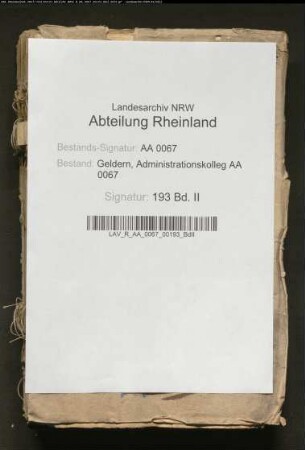 Landesarchiv NRW
Abteilung Rheinland
Bestands-Signatur: AA 0067
Bestand: Geldern, Administrationskolleg AA
0067
Signatur: 193 Bd. II
LAV_R_AA_0067_00193_BdII